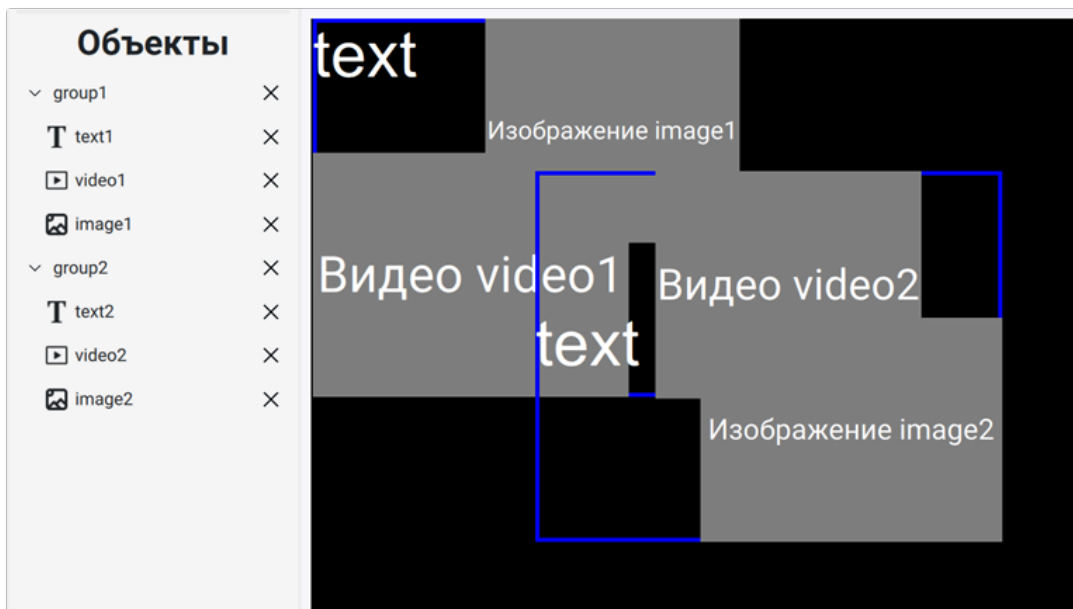 Объекты
group1
text1
video1
image1
group2
text2
video2
image2
text
Изображение image1
Видео video1
Видео video2
text
Изображение image2